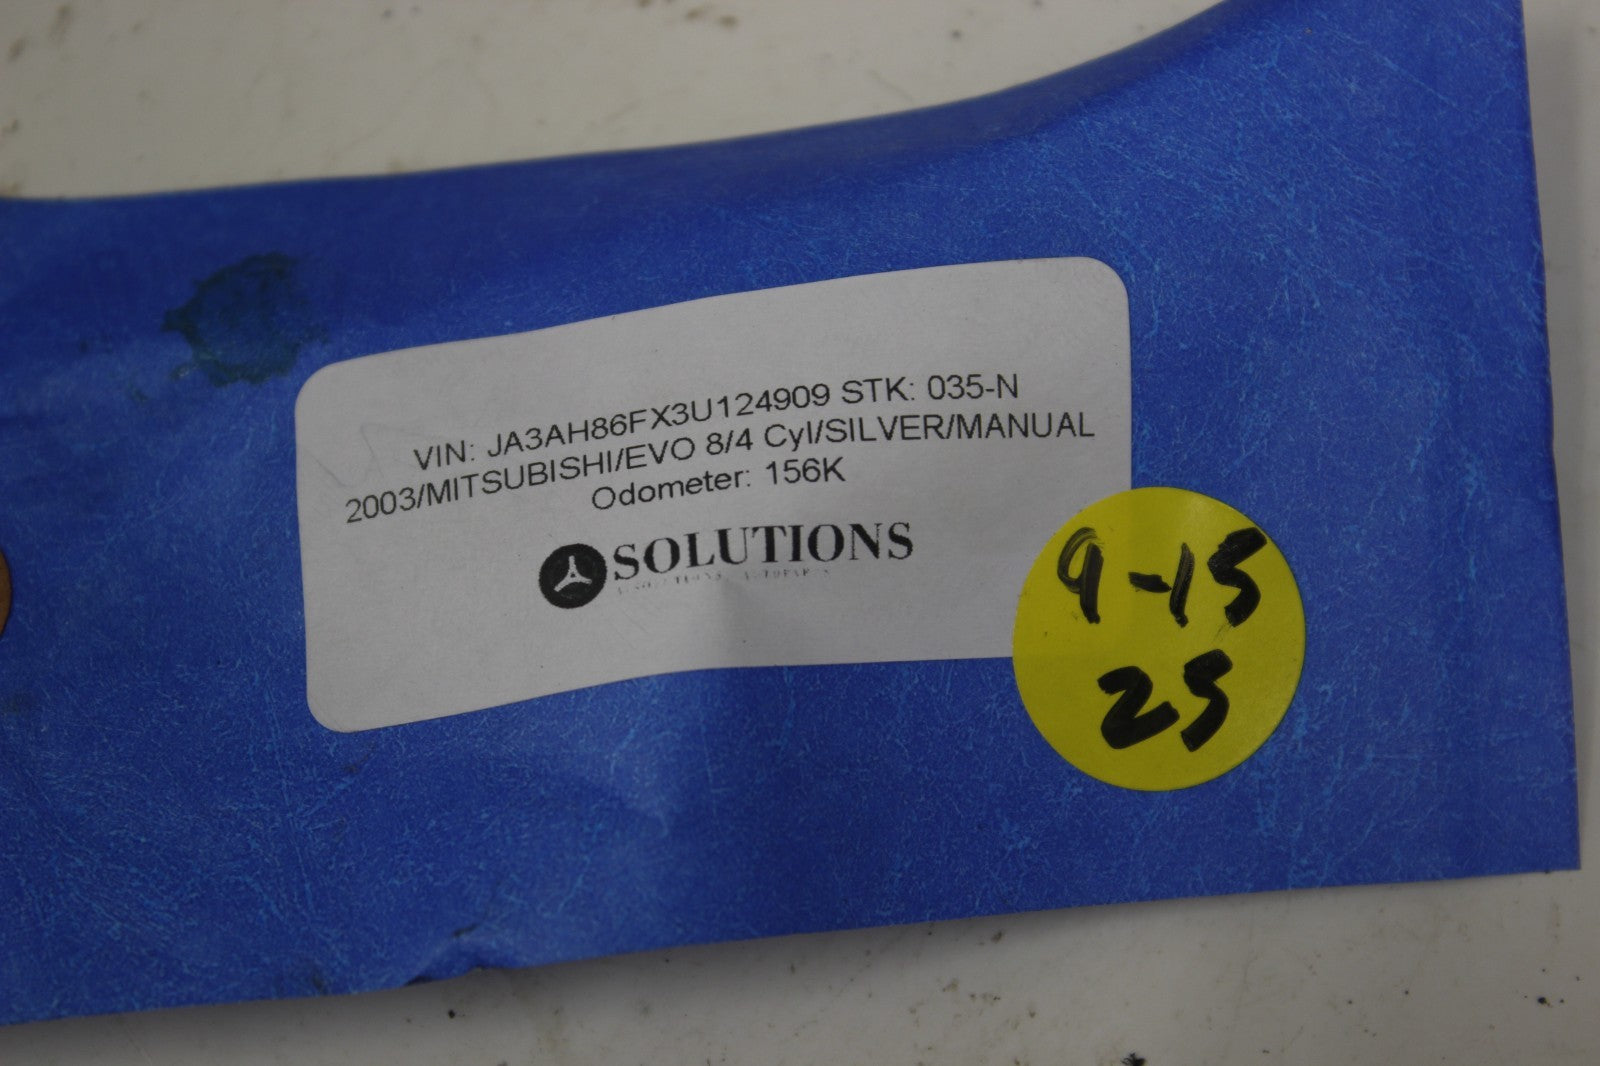 VIN: JA3AH86FX3U124909 STK: 035-N
2003/MITSUBISHI/EVO 8/4 Cyl/SILVER/MANUAL
Odometer: 156K
SOLUTIONS
9-15
25